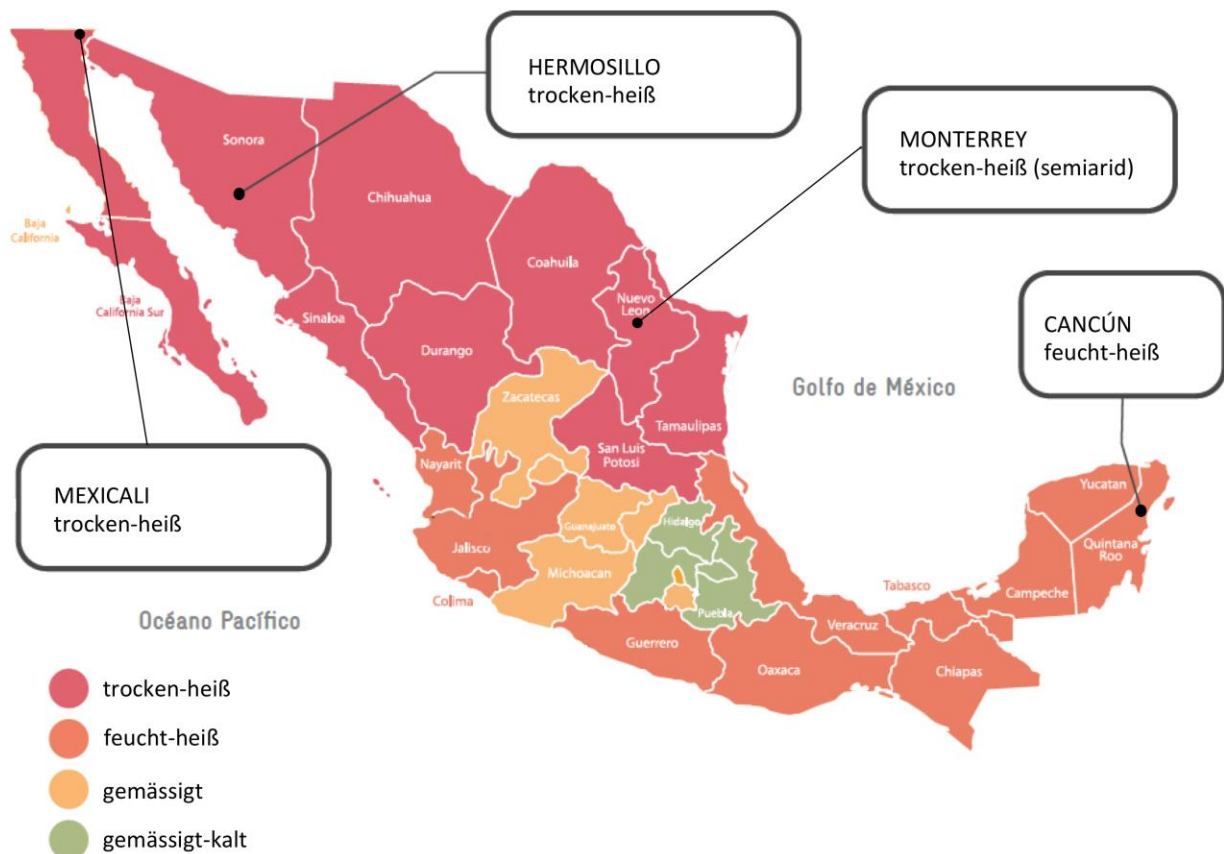 HERMOSILLO
trocken-heiß
MONTERREY
trocken-heiß (semiarid)
CANCÚN
feucht-heiß
MEXICALI
trocken-heiß
Sonora
Chihuahua
Coahuila
Baja
California
Baja
California Sur
Sinaloa
Durango
Nuevo
Leon
Zacatecas
Tamaulipas
San Luis
Potosi
Nayarit
Golfo de México
Guanajuato
Hidalgo
Jalisco
Michoacan
Colima
Puebla
Guerrero
Oaxaca
Veracruz
Tabasco
Chiapas
Campeche
Yucatan
Quintana
Roo
Océano Pacífico
trocken-heiß
feucht-heiß
gemässigt
gemässigt-kalt